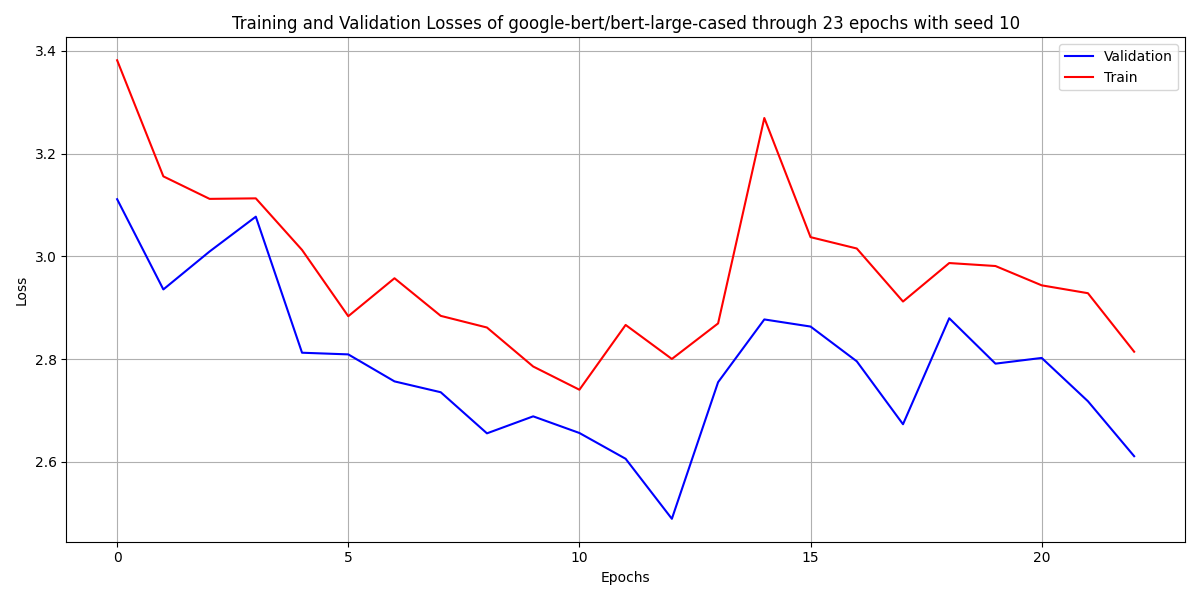 Training and Validation Losses of google-bert/bert-large-cased through 23 epochs with seed 10
Validation
Train
3.4
3.2
3.0
2.8
2.6
Loss
0 5 10 15 20
Epochs